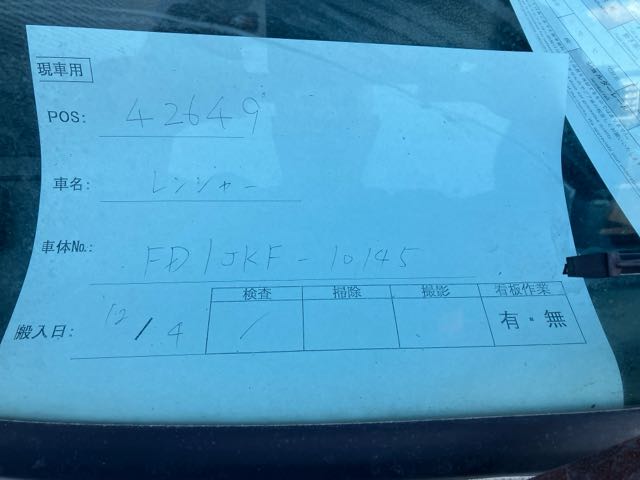 現車用
POS: 42649
車名: レンジャー
車体No.: FD1JKF-10145
検査 掃除 撮影 看板作業
搬入日: 12/4 / 有・無